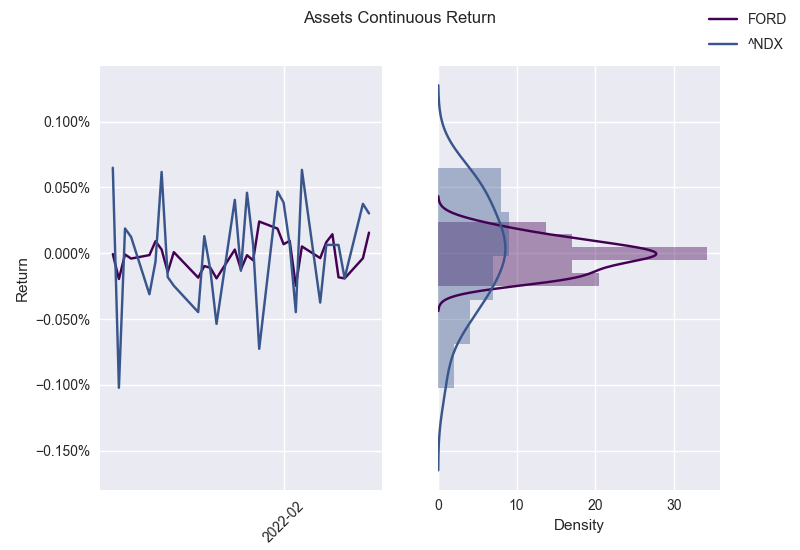 Assets Continuous Return
FORD
^NDX
0.100%
0.050%
0.000%
−0.050%
−0.100%
−0.150%
Return
2022-02
0 10 20 30
Density